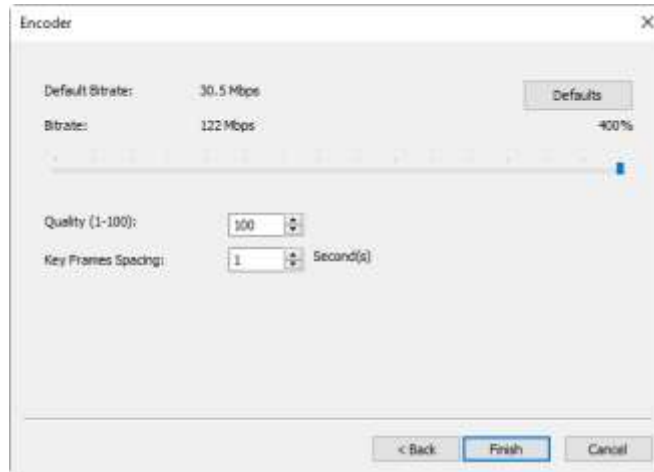 Encoder
Default Bitrate: 30.5 Mbps Defaults
Bitrate: 122 Mbps 400%
Quality (1-100): 100
Key Frames Spacing: 1 Second(s)
< Back Finish Cancel